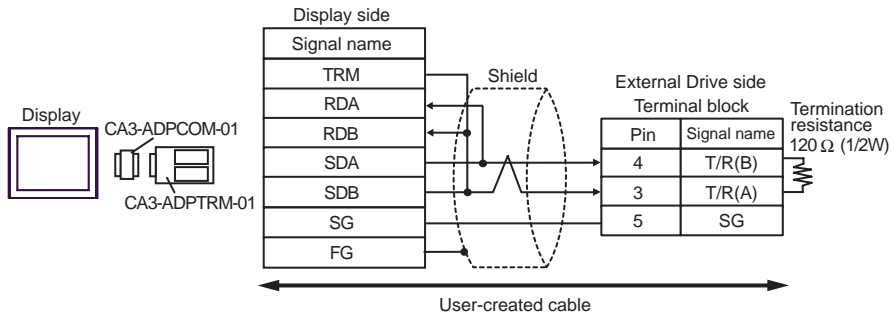 Display side
Signal name
TRM
RDA
RDB
SDA
SDB
SG
FG
Shield
External Drive side
Terminal block
Pin Signal name
4 T/R(B)
3 T/R(A)
5 SG
Termination
resistance
120 Ω (1/2W)
Display
CA3-ADPCOM-01
CA3-ADPTRM-01
User-created cable